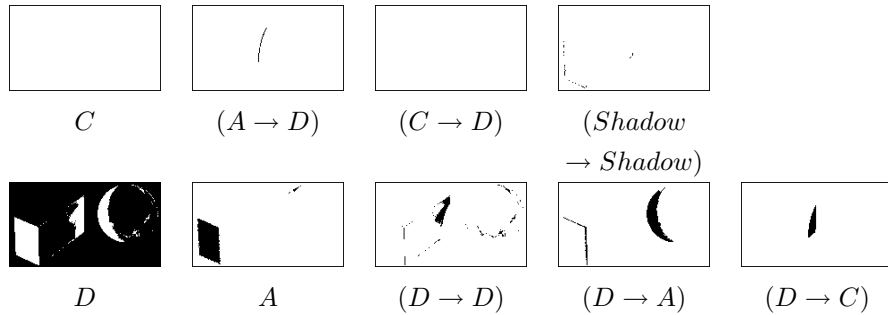 C (A → D) (C → D) (Shadow
→ Shadow)
D A (D → D) (D → A) (D → C)